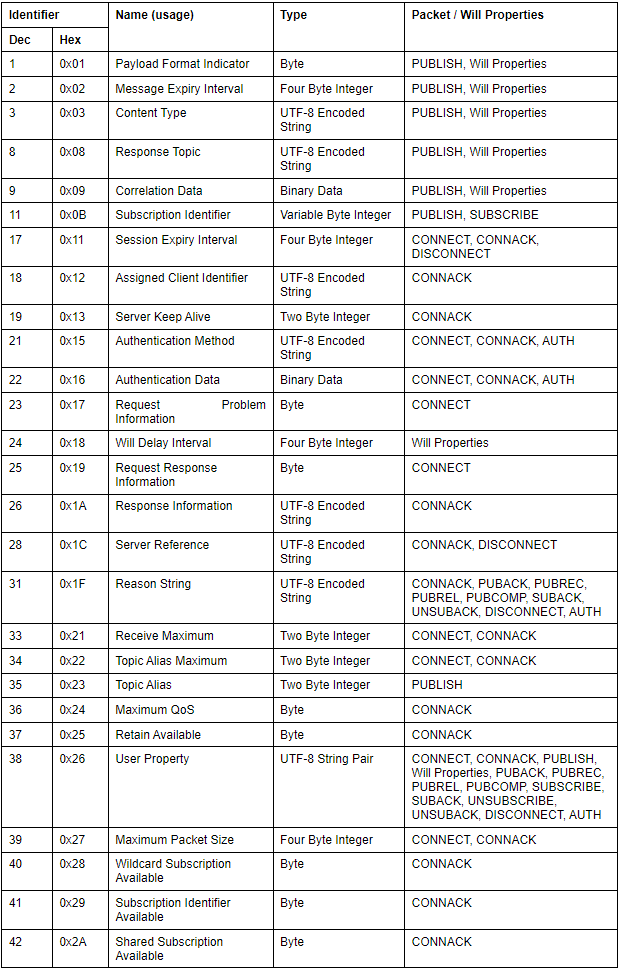 Identifier Name (usage) Type Packet / Will Properties
Dec Hex
1 0x01 Payload Format Indicator Byte PUBLISH, Will Properties
2 0x02 Message Expiry Interval Four Byte Integer PUBLISH, Will Properties
3 0x03 Content Type UTF-8 Encoded PUBLISH, Will Properties
String
8 0x08 Response Topic UTF-8 Encoded PUBLISH, Will Properties
String
9 0x09 Correlation Data Binary Data PUBLISH, Will Properties
11 0x0B Subscription Identifier Variable Byte Integer PUBLISH, SUBSCRIBE
17 0x11 Session Expiry Interval Four Byte Integer CONNECT, CONNACK,
DISCONNECT
18 0x12 Assigned Client Identifier UTF-8 Encoded CONNACK
String
19 0x13 Server Keep Alive Two Byte Integer CONNACK
21 0x15 Authentication Method UTF-8 Encoded CONNECT, CONNACK, AUTH
String
22 0x16 Authentication Data Binary Data CONNECT, CONNACK, AUTH
23 0x17 Request Problem Byte CONNECT
Information
24 0x18 Will Delay Interval Four Byte Integer Will Properties
25 0x19 Request Response Byte CONNECT
Information
26 0x1A Response Information UTF-8 Encoded CONNACK
String
28 0x1C Server Reference UTF-8 Encoded CONNACK, DISCONNECT
String
31 0x1F Reason String UTF-8 Encoded CONNACK, PUBACK, PUBREC,
String PUBREL, PUBCOMP, SUBACK,
UNSUBACK, DISCONNECT, AUTH
33 0x21 Receive Maximum Two Byte Integer CONNECT, CONNACK
34 0x22 Topic Alias Maximum Two Byte Integer CONNECT, CONNACK
35 0x23 Topic Alias Two Byte Integer PUBLISH
36 0x24 Maximum QoS Byte CONNACK
37 0x25 Retain Available Byte CONNACK
38 0x26 User Property UTF-8 String Pair CONNECT, CONNACK, PUBLISH,
Will Properties, PUBACK, PUBREC,
PUBREL, PUBCOMP, SUBSCRIBE,
SUBACK, UNSUBSCRIBE,
UNSUBACK, DISCONNECT, AUTH
39 0x27 Maximum Packet Size Four Byte Integer CONNECT, CONNACK
40 0x28 Wildcard Subscription Byte CONNACK
Available
41 0x29 Subscription Identifier Byte CONNACK
Available
42 0x2A Shared Subscription Byte CONNACK
Available